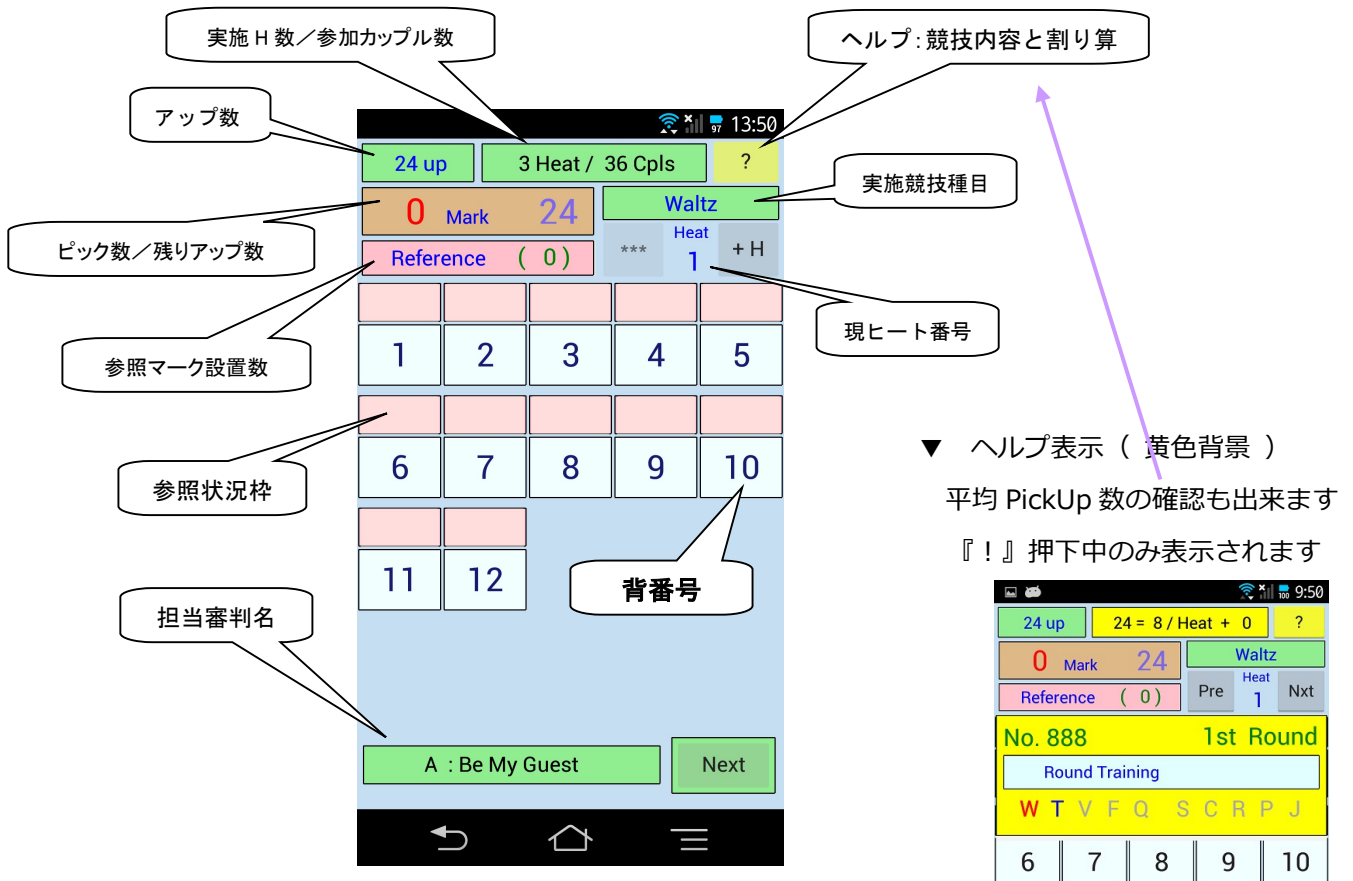 実施 H 数／参加カップル数
ヘルプ：競技内容と割り算
アップ数
97 13:50
24 up
3 Heat / 36 Cpls
?
実施競技種目
0 Mark 24
Waltz
ピック数／残りアップ数
Reference ( 0 )
***
Heat
1
+ H
現ヒート番号
参照マーク設置数
1 2 3 4 5
参照状況枠
6 7 8 9 10
11 12
背番号
担当審判名
A : Be My Guest
Next
▼ ヘルプ表示（ 黄色背景 ）
平均 PickUp 数の確認も出来ます
『！』押下中のみ表示されます
100 9:50
24 up
24 = 8 / Heat + 0
?
0 Mark 24
Waltz
Reference ( 0 )
Pre
Heat
1
Nxt
No. 888 1st Round
Round Training
W T V F Q S C R P J
6 7 8 9 10